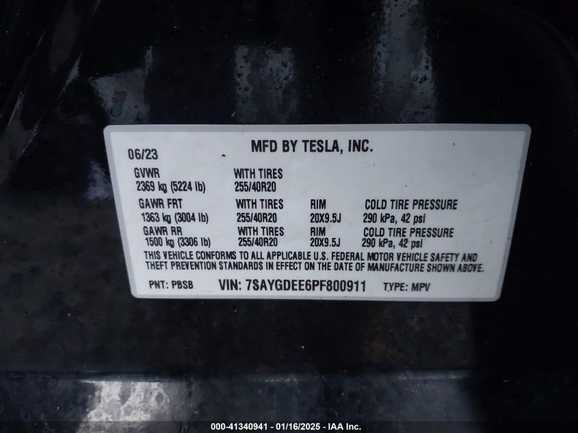 06/23 MFD BY TESLA, INC.
GVWR WITH TIRES
2369 kg (5224 lb) 255/40R20
GAWR FRT WITH TIRES RIM COLD TIRE PRESSURE
1363 kg (3004 lb) 255/40R20 20X9.5J 290 kPa, 42 psi
GAWR RR WITH TIRES RIM COLD TIRE PRESSURE
1500 kg (3306 lb) 255/40R20 20X9.5J 290 kPa, 42 psi
THIS VEHICLE CONFORMS TO ALL APPLICABLE U.S. FEDERAL MOTOR VEHICLE SAFETY AND
THEFT PREVENTION STANDARDS IN EFFECT ON THE DATE OF MANUFACTURE SHOWN ABOVE.
PNT: PBSB VIN: 7SAYGDEE6PF800911 TYPE: MPV
000-41340941 - 01/16/2025 - IAA Inc.